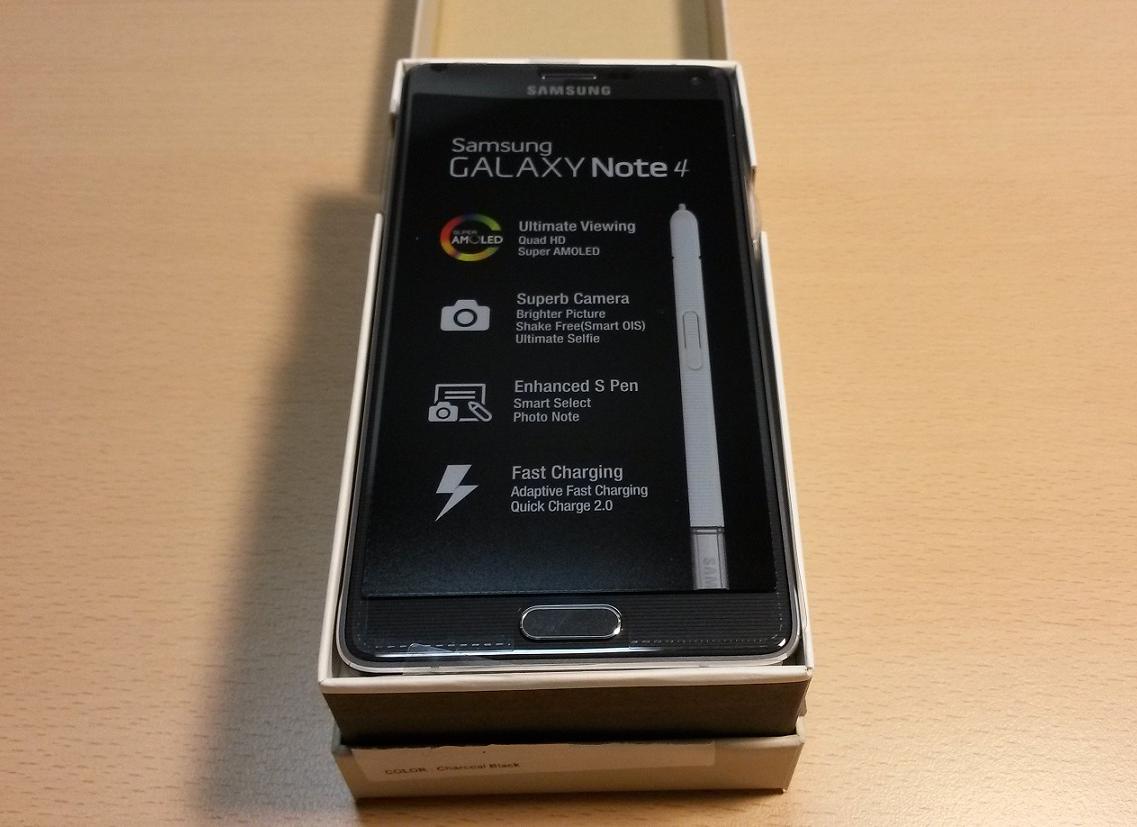 SAMSUNG
Samsung
GALAXY Note 4
SUPER
AMOLED
Ultimate Viewing
Quad HD
Super AMOLED
Superb Camera
Brighter Picture
Shake Free(Smart OIS)
Ultimate Selfie
Enhanced S Pen
Smart Select
Photo Note
Fast Charging
Adaptive Fast Charging
Quick Charge 2.0
SAM
COLOR : Charcoal Black